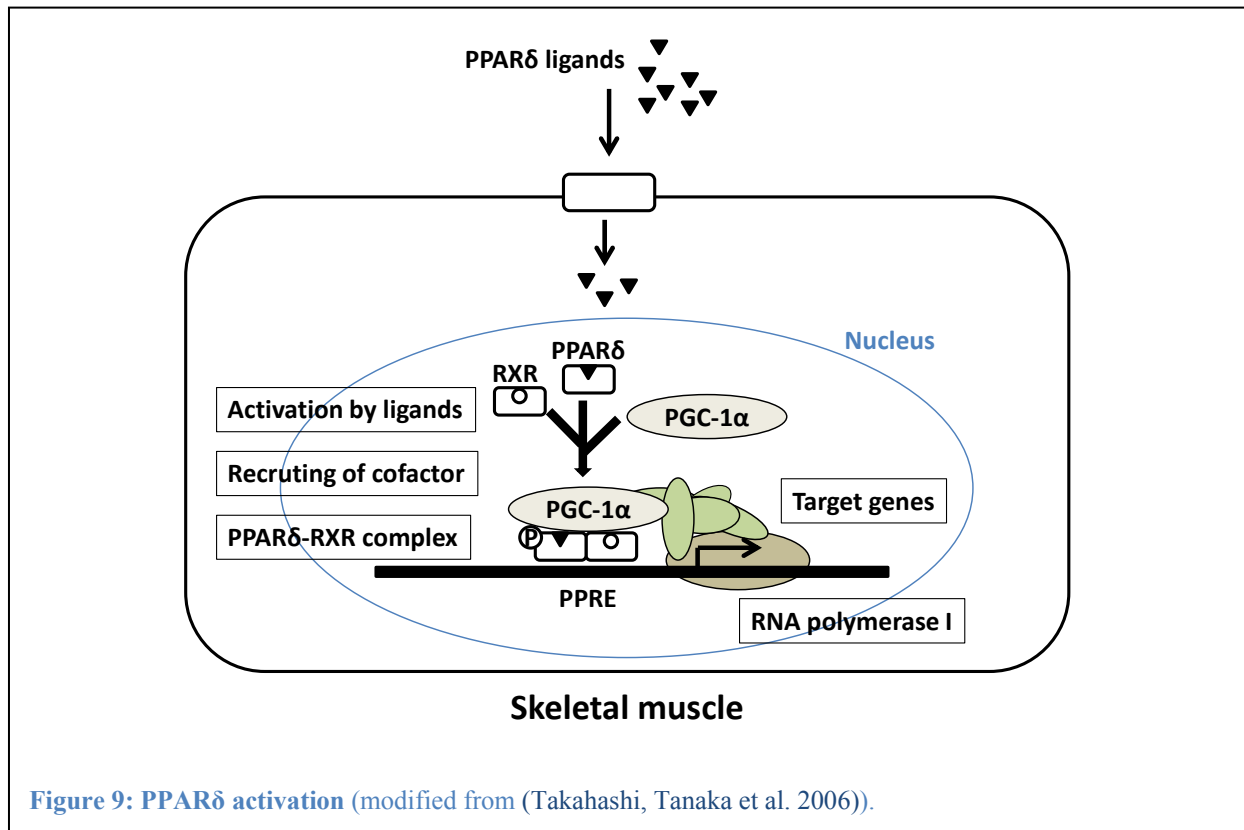 PPARδ ligands
Nucleus
PPARδ
RXR
Activation by ligands
PGC-1α
Recruting of cofactor
PGC-1α
Target genes
PPARδ-RXR complex
P
PPRE
RNA polymerase I
Skeletal muscle
Figure 9: PPARδ activation (modified from (Takahashi, Tanaka et al. 2006)).